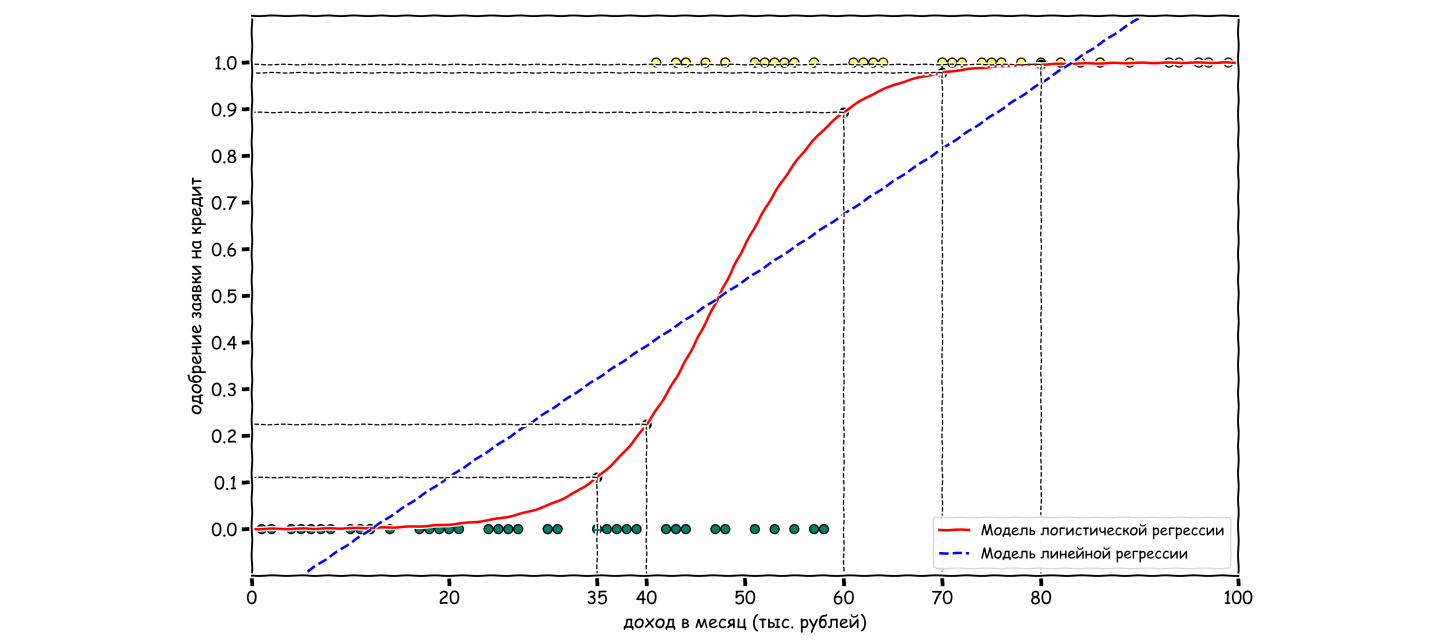 одобрение заявки на кредит
1.0
0.9
0.8
0.7
0.6
0.5
0.4
0.3
0.2
0.1
0.0
0 20 35 40 50 60 70 80 100
доход в месяц (тыс. рублей)
Модель логистической регрессии
Модель линейной регрессии